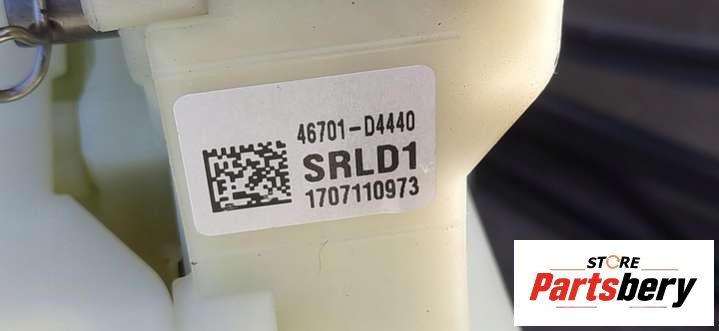 46701-D4440
SRLD1
1707110973
STORE
Partsbery